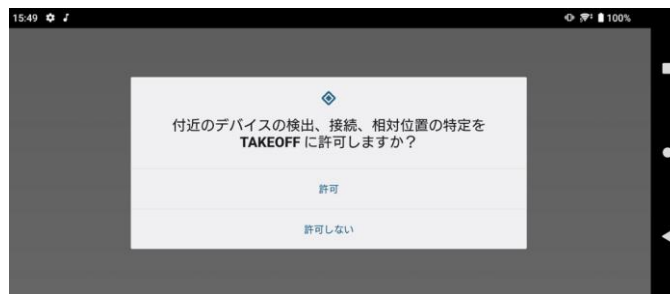 15:49
100%
付近のデバイスの検出、接続、相対位置の特定を
TAKEOFF に許可しますか？
許可
許可しない